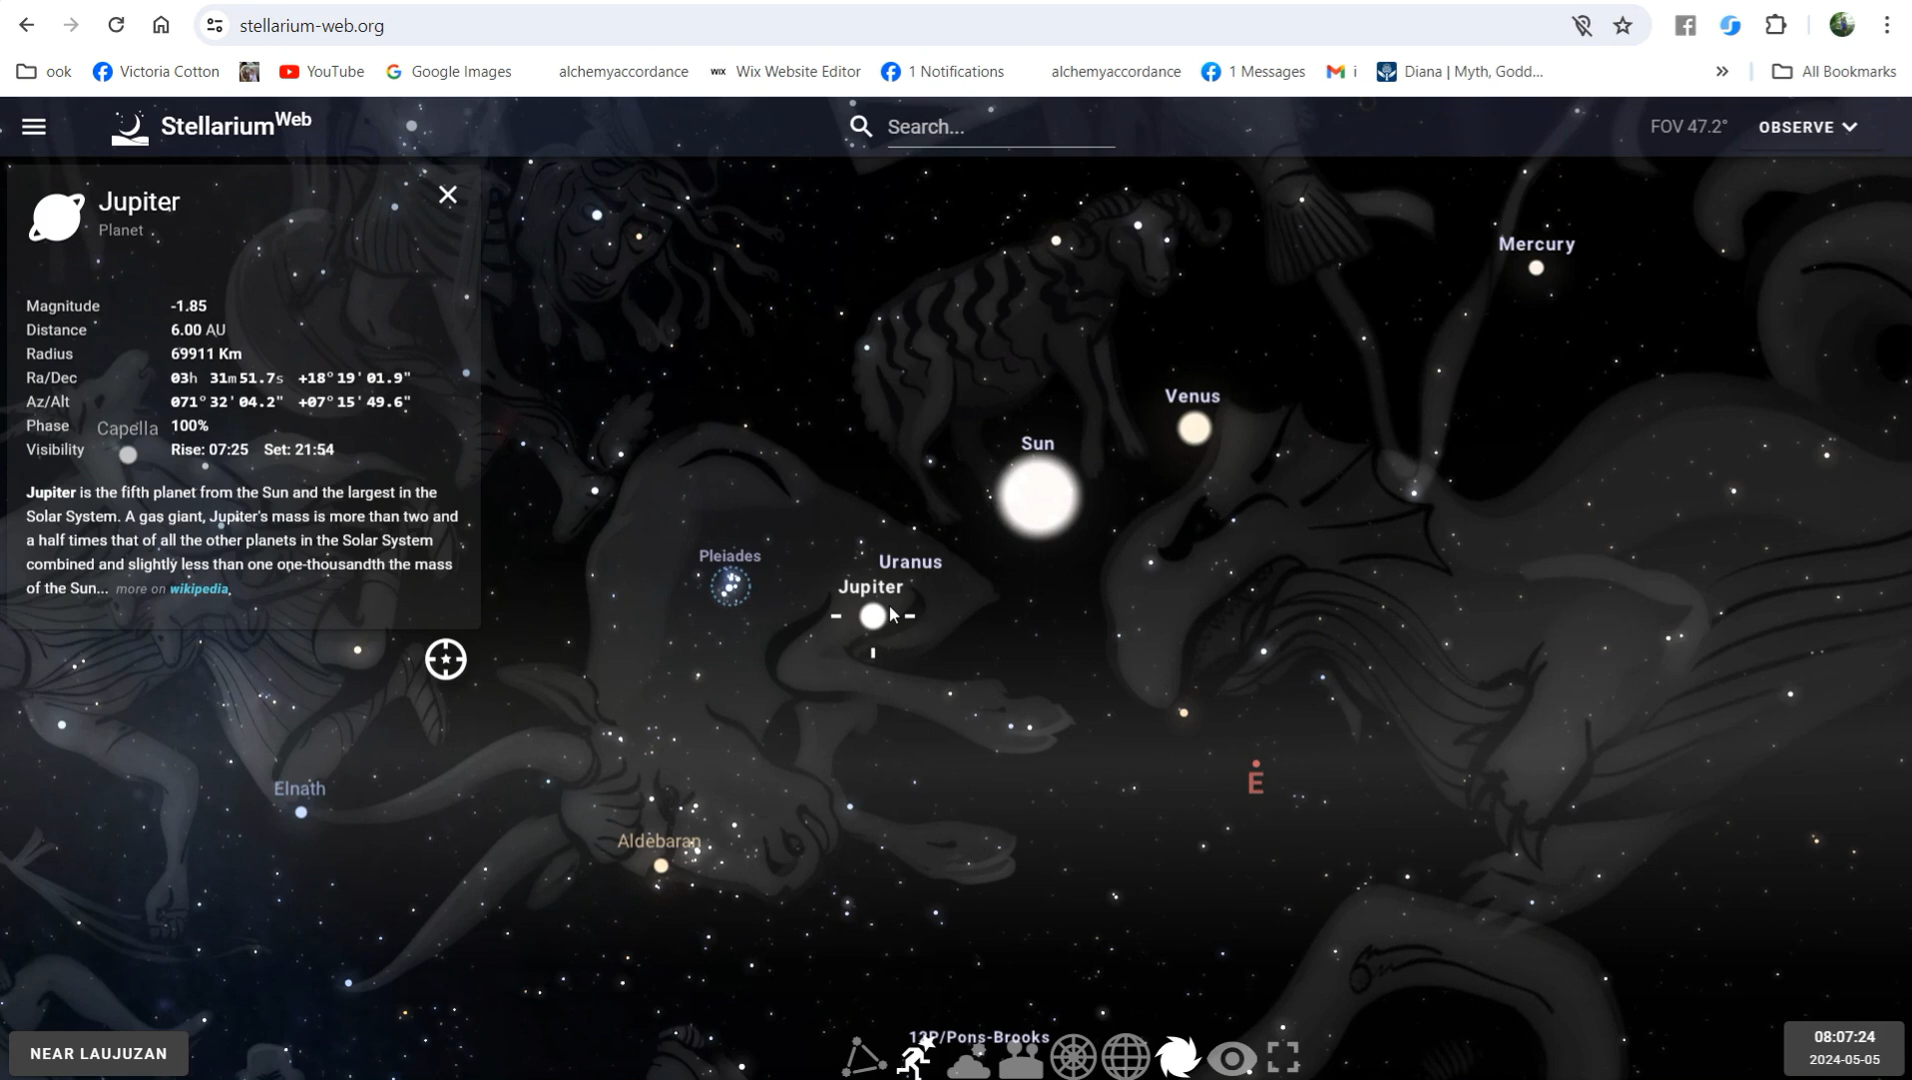 stellarium-web.org
ook
Victoria Cotton
YouTube
Google Images
alchemyaccordance
WIX Wix Website Editor
1 Notifications
alchemyaccordance
1 Messages
i
Diana | Myth, Godd...
»
All Bookmarks
StellariumWeb
Search...
FOV 47.2°
OBSERVE
Jupiter
Planet
Magnitude -1.85
Distance 6.00 AU
Radius 69911 Km
Ra/Dec 03h 31m 51.7s +18° 19' 01.9"
Az/Alt 071° 32' 04.2" +07° 15' 49.6"
Phase 100%
Capella
Visibility Rise: 07:25 Set: 21:54
Jupiter is the fifth planet from the Sun and the largest in the
Solar System. A gas giant, Jupiter's mass is more than two and
a half times that of all the other planets in the Solar System
combined and slightly less than one one-thousandth the mass
of the Sun... more on wikipedia
Mercury
Venus
Sun
Pleiades
Uranus
Jupiter
E
Elnath
Aldebaran
12P/Pons-Brooks
NEAR LAUJUZAN
08:07:24
2024-05-05